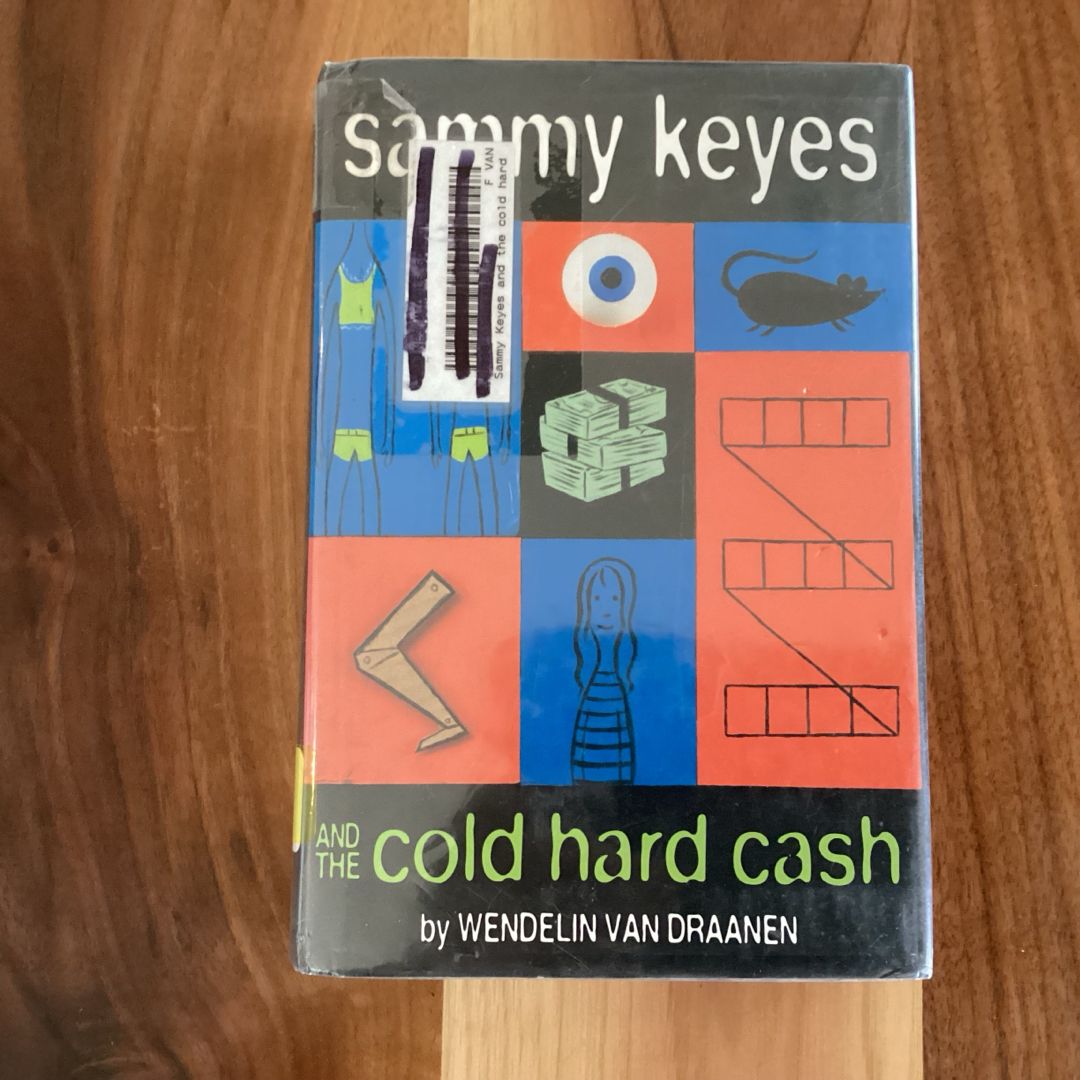 sammy keyes
F VAN
Sammy Keyes and the cold hard
AND THE cold hard cash
by WENDELIN VAN DRAANEN